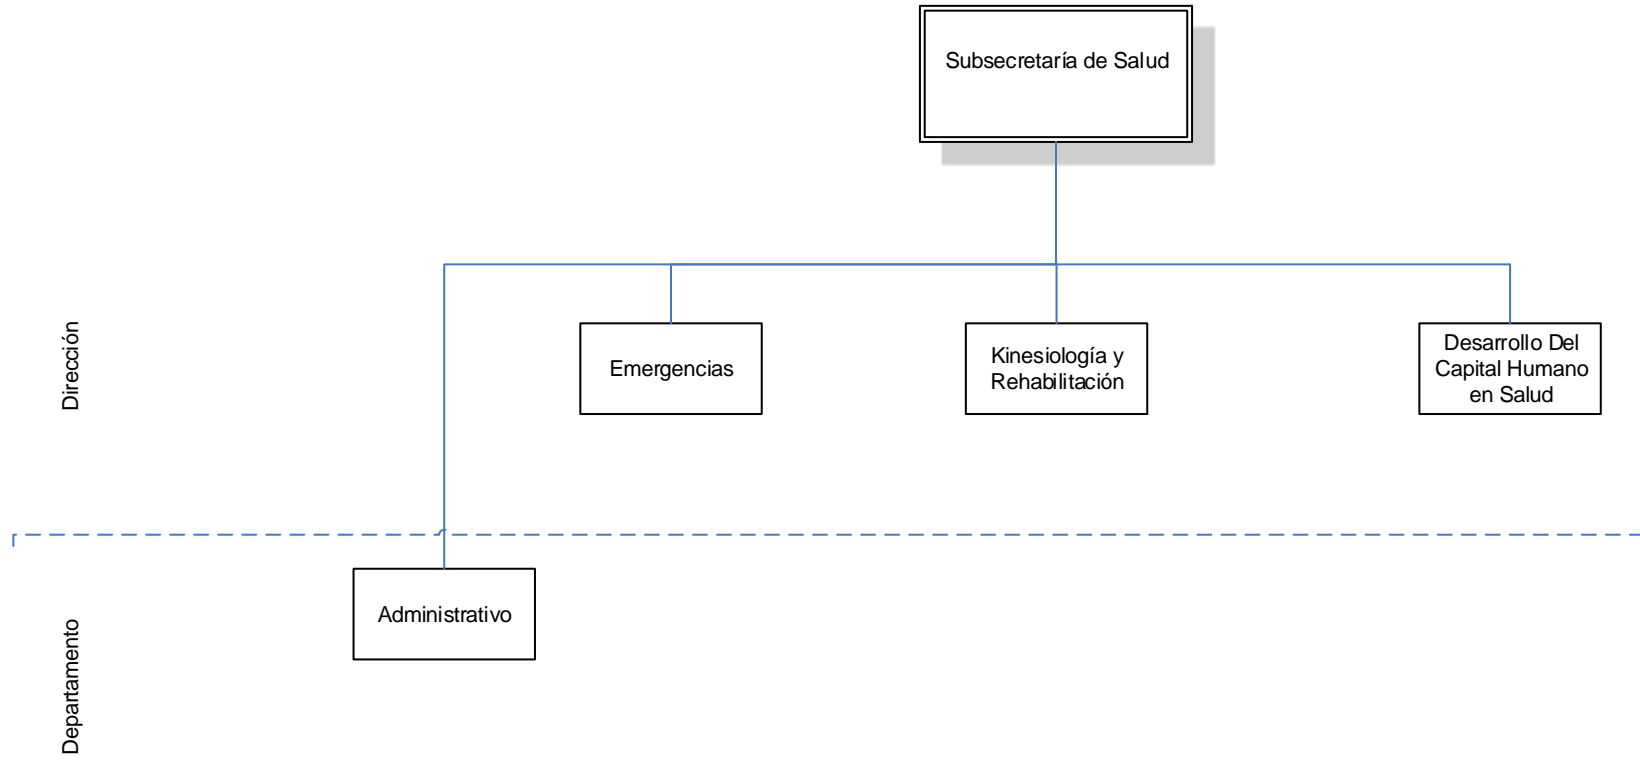 Subsecretaría de Salud
Dirección
Emergencias
Kinesiología y
Rehabilitación
Desarrollo Del
Capital Humano
en Salud
Departamento
Administrativo